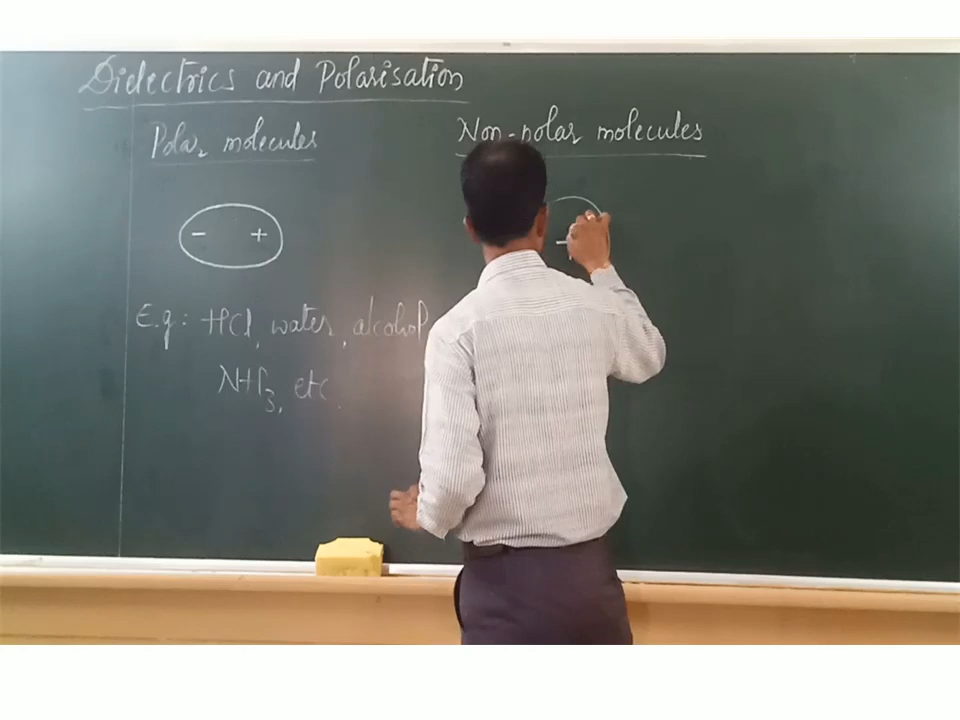 Dielectrics and Polarisation
Polar molecules
- +
E.g: HCl, water, alcohol
NH3, etc.
Non-polar molecules